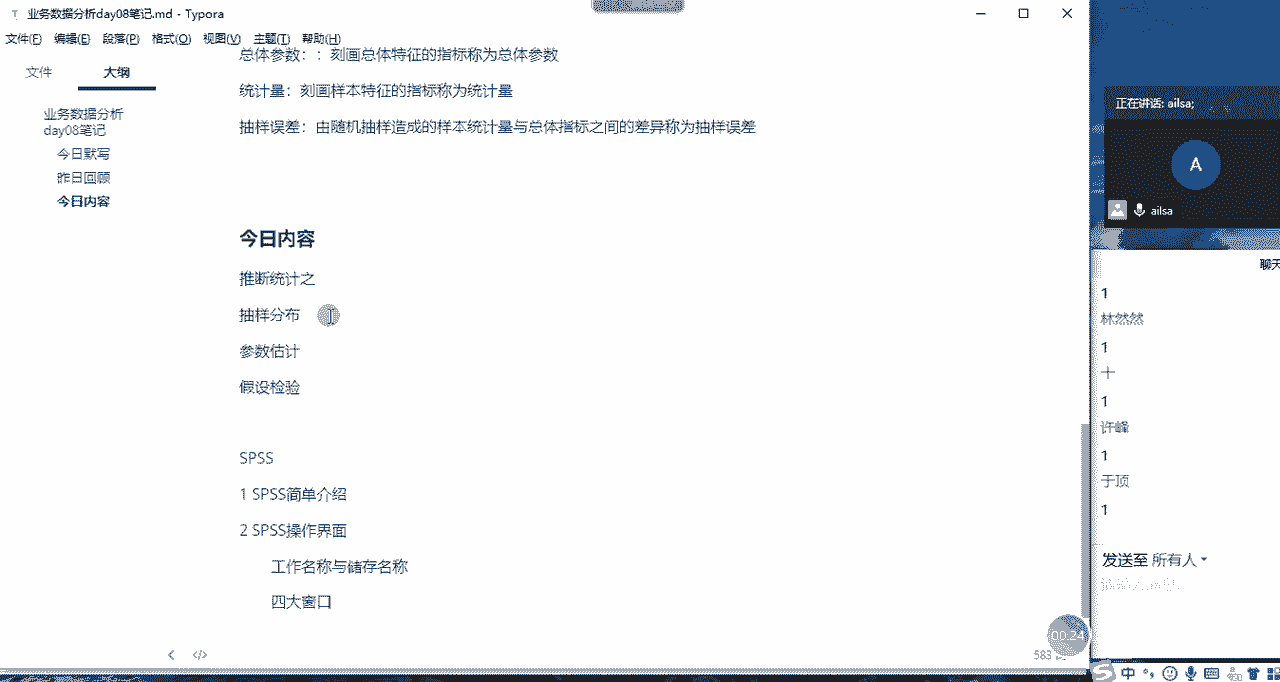 业务数据分析day08笔记.md - Typora
文件(F) 编辑(E) 段落(P) 格式(O) 视图(V) 主题(T) 帮助(H)
文件 大纲
业务数据分析
day08笔记
今日默写
昨日回顾
今日内容
总体参数：：刻画总体特征的指标称为总体参数
统计量：刻画样本特征的指标称为统计量
抽样误差：由随机抽样造成的样本统计量与总体指标之间的差异称为抽样误差
今日内容
推断统计之
抽样分布
参数估计
假设检验
SPSS
1 SPSS简单介绍
2 SPSS操作界面
工作名称与储存名称
四大窗口
583
00:24
正在讲话: ailsa;
A
ailsa
聊天
1
林然然
1
十
1
许峰
1
于顶
1
发送至 所有人
中